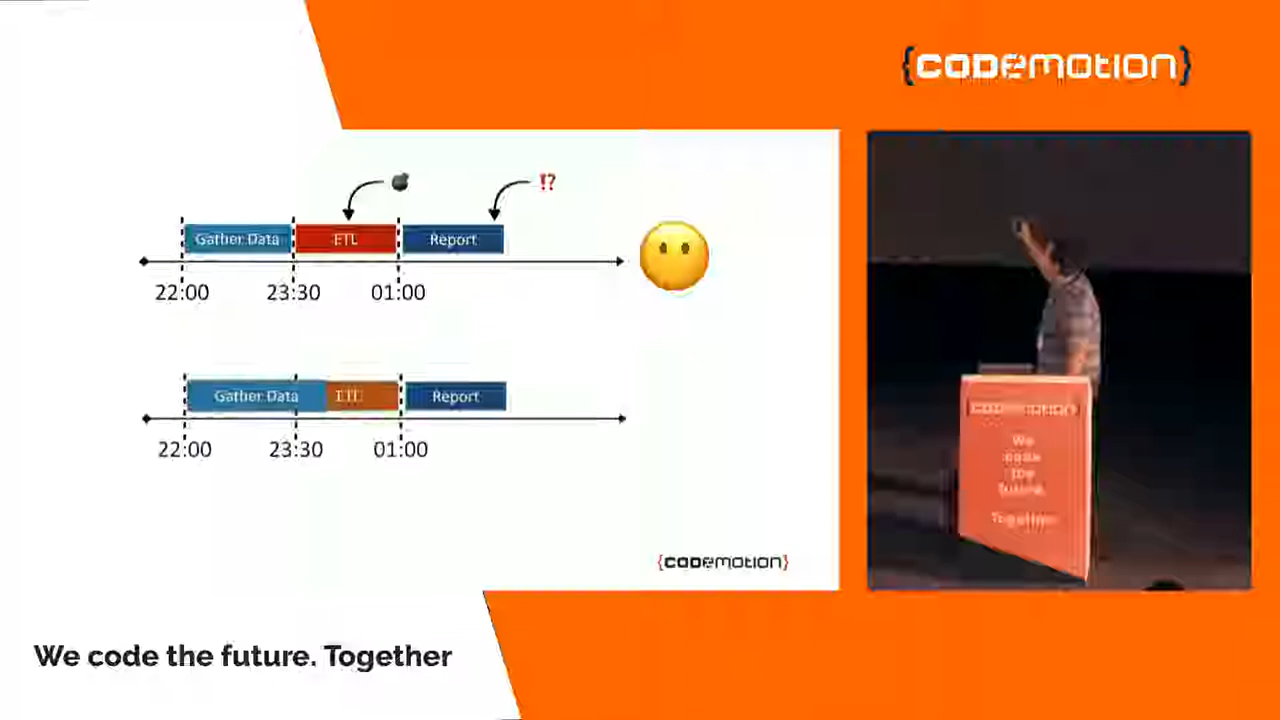 {codemotion}
⁉
Gather Data ETL Report
22:00 23:30 01:00
Gather Data ETL Report
22:00 23:30 01:00
{codemotion}
codemotion
We
code
the
future.
Together
We code the future. Together